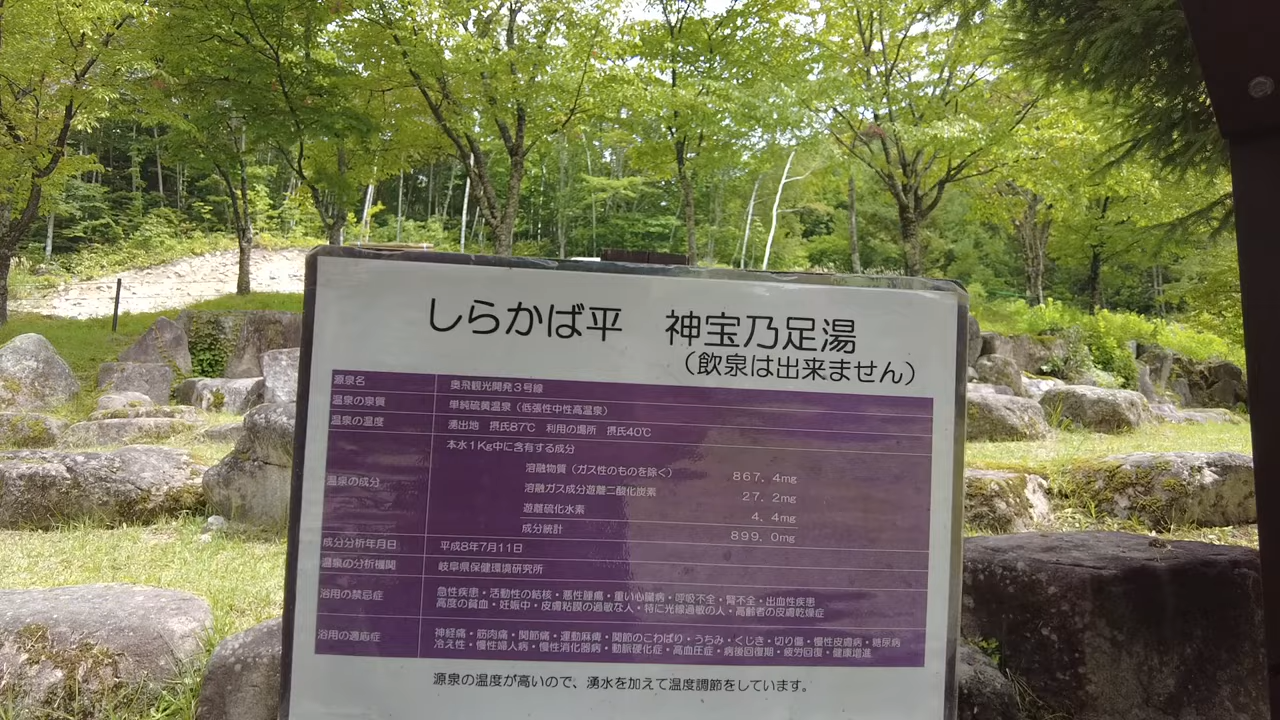 しらかば平　神宝乃足湯
（飲泉は出来ません）
源泉名　奥飛観光開発３号線
温泉の泉質　単純硫黄温泉（低張性中性高温泉）
温泉の温度　湧出地　摂氏87℃　利用の場所　摂氏40℃
温泉の成分　本水１Kg中に含有する成分
溶融物質（ガス性のものを除く）　867．4mg
溶融ガス成分遊離二酸化炭素　27．2mg
遊離硫化水素　4．4mg
成分統計　899．0mg
成分分析年月日　平成8年7月11日
温泉の分析機関　岐阜県保健環境研究所
浴用の禁忌症　急性疾患・活動性の結核・悪性腫瘍・重い心臓病・呼吸不全・腎不全・出血性疾患
高度の貧血・妊娠中・皮膚粘膜の過敏な人・特に光線過敏の人・高齢者の皮膚乾燥症
浴用の適応症　神経痛・筋肉痛・関節痛・運動麻痺・関節のこわばり・うちみ・くじき・切り傷・慢性皮膚病・糖尿病
冷え性・慢性婦人病・慢性消化器病・動脈硬化症・高血圧症・病後回復期・疲労回復・健康増進
源泉の温度が高いので、湧水を加えて温度調節をしています。